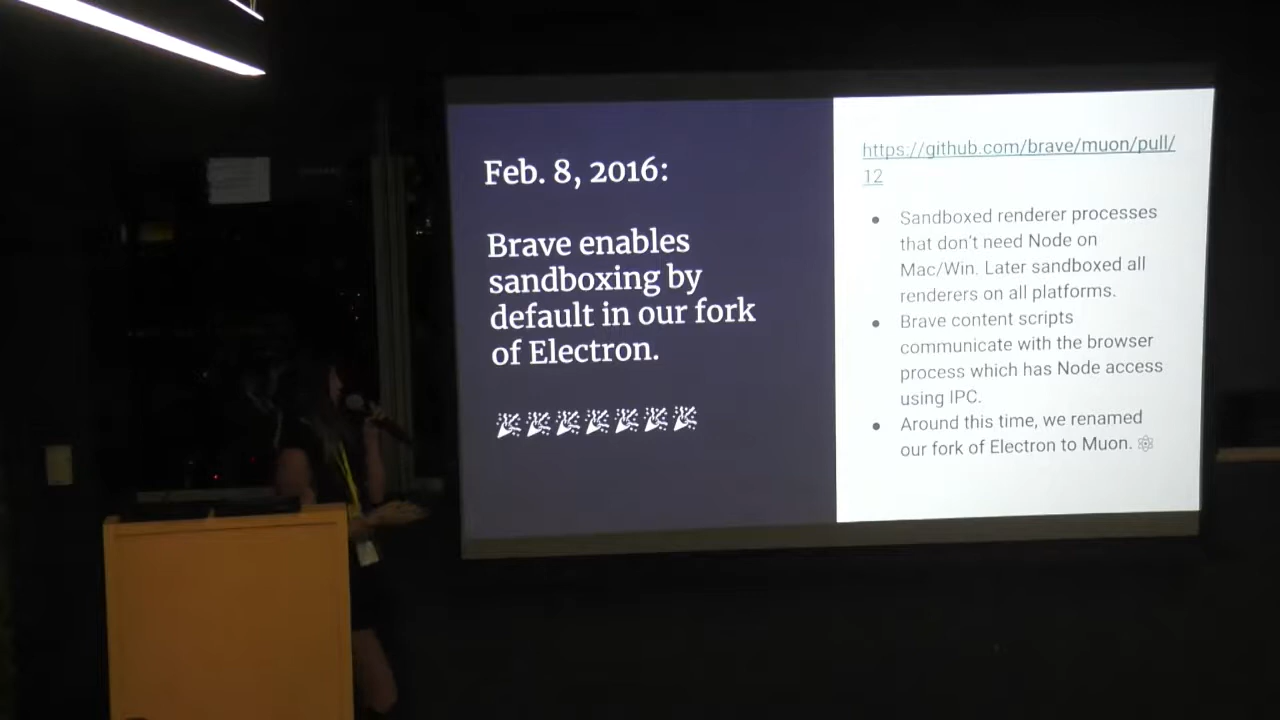 Feb. 8, 2016:
Brave enables
sandboxing by
default in our fork
of Electron.
https://github.com/brave/muon/pull/
12
● Sandboxed renderer processes
that don't need Node on
Mac/Win. Later sandboxed all
renderers on all platforms.
● Brave content scripts
communicate with the browser
process which has Node access
using IPC.
● Around this time, we renamed
our fork of Electron to Muon.